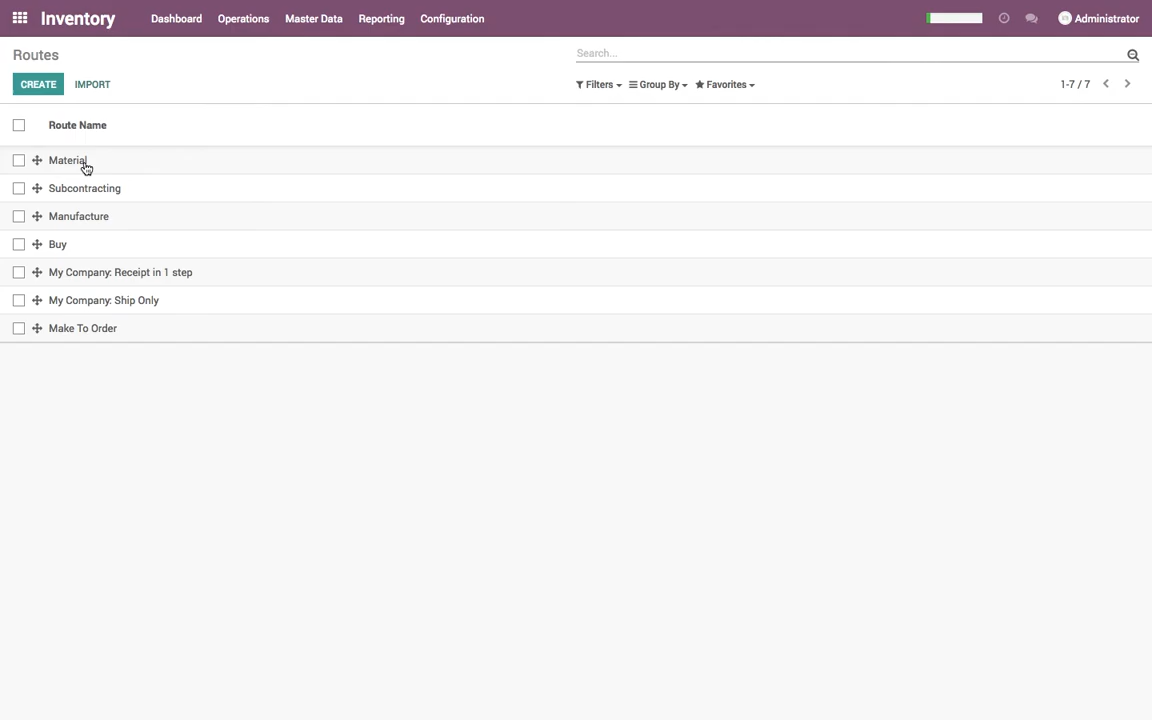 Inventory Dashboard Operations Master Data Reporting Configuration Administrator
Routes Search...
CREATE IMPORT Filters Group By Favorites 1-7 / 7
Route Name
Material
Subcontracting
Manufacture
Buy
My Company: Receipt in 1 step
My Company: Ship Only
Make To Order